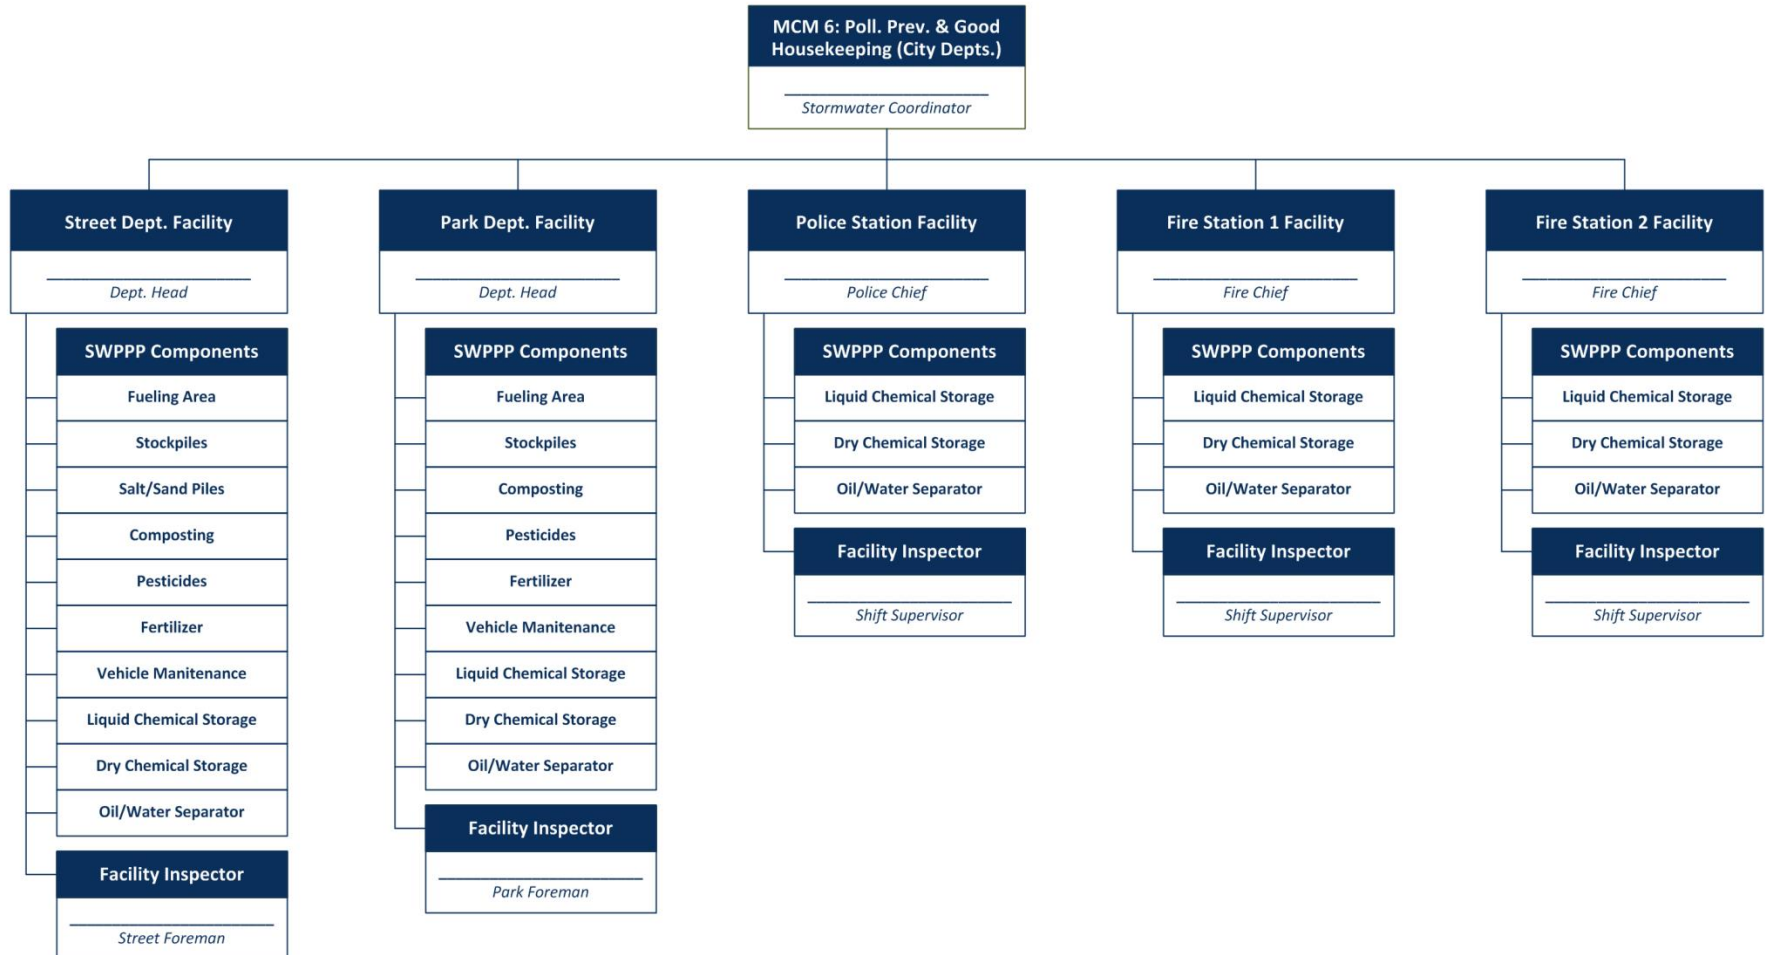 MCM 6: Poll. Prev. & Good
Housekeeping (City Depts.)
Stormwater Coordinator
Street Dept. Facility
Dept. Head
SWPPP Components
Fueling Area
Stockpiles
Salt/Sand Piles
Composting
Pesticides
Fertilizer
Vehicle Manitenance
Liquid Chemical Storage
Dry Chemical Storage
Oil/Water Separator
Facility Inspector
Street Foreman
Park Dept. Facility
Dept. Head
SWPPP Components
Fueling Area
Stockpiles
Composting
Pesticides
Fertilizer
Vehicle Manitenance
Liquid Chemical Storage
Dry Chemical Storage
Oil/Water Separator
Facility Inspector
Park Foreman
Police Station Facility
Police Chief
SWPPP Components
Liquid Chemical Storage
Dry Chemical Storage
Oil/Water Separator
Facility Inspector
Shift Supervisor
Fire Station 1 Facility
Fire Chief
SWPPP Components
Liquid Chemical Storage
Dry Chemical Storage
Oil/Water Separator
Facility Inspector
Shift Supervisor
Fire Station 2 Facility
Fire Chief
SWPPP Components
Liquid Chemical Storage
Dry Chemical Storage
Oil/Water Separator
Facility Inspector
Shift Supervisor